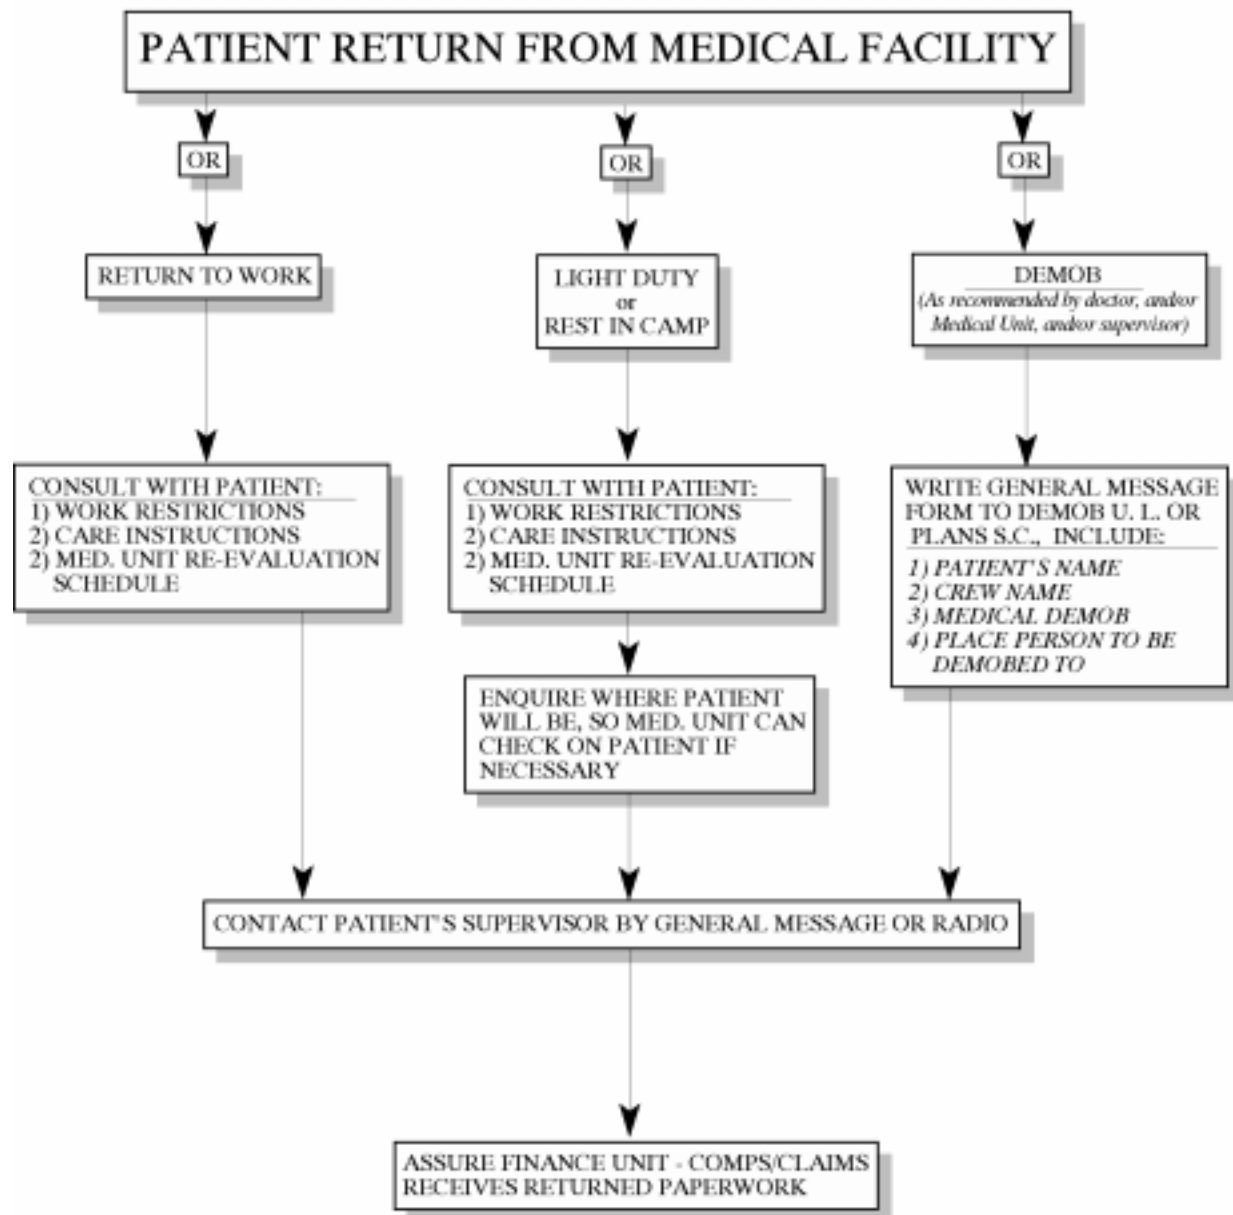 PATIENT RETURN FROM MEDICAL FACILITY
OR
OR
OR
RETURN TO WORK
LIGHT DUTY
or
REST IN CAMP
DEMOB
(As recommended by doctor, and/or
Medical Unit, and/or supervisor)
CONSULT WITH PATIENT:
1) WORK RESTRICTIONS
2) CARE INSTRUCTIONS
2) MED. UNIT RE-EVALUATION
SCHEDULE
CONSULT WITH PATIENT:
1) WORK RESTRICTIONS
2) CARE INSTRUCTIONS
2) MED. UNIT RE-EVALUATION
SCHEDULE
WRITE GENERAL MESSAGE
FORM TO DEMOB U. L. OR
PLANS S.C., INCLUDE:
1) PATIENT'S NAME
2) CREW NAME
3) MEDICAL DEMOB
4) PLACE PERSON TO BE
DEMOBED TO
ENQUIRE WHERE PATIENT
WILL BE, SO MED. UNIT CAN
CHECK ON PATIENT IF
NECESSARY
CONTACT PATIENT'S SUPERVISOR BY GENERAL MESSAGE OR RADIO
ASSURE FINANCE UNIT - COMPS/CLAIMS
RECEIVES RETURNED PAPERWORK